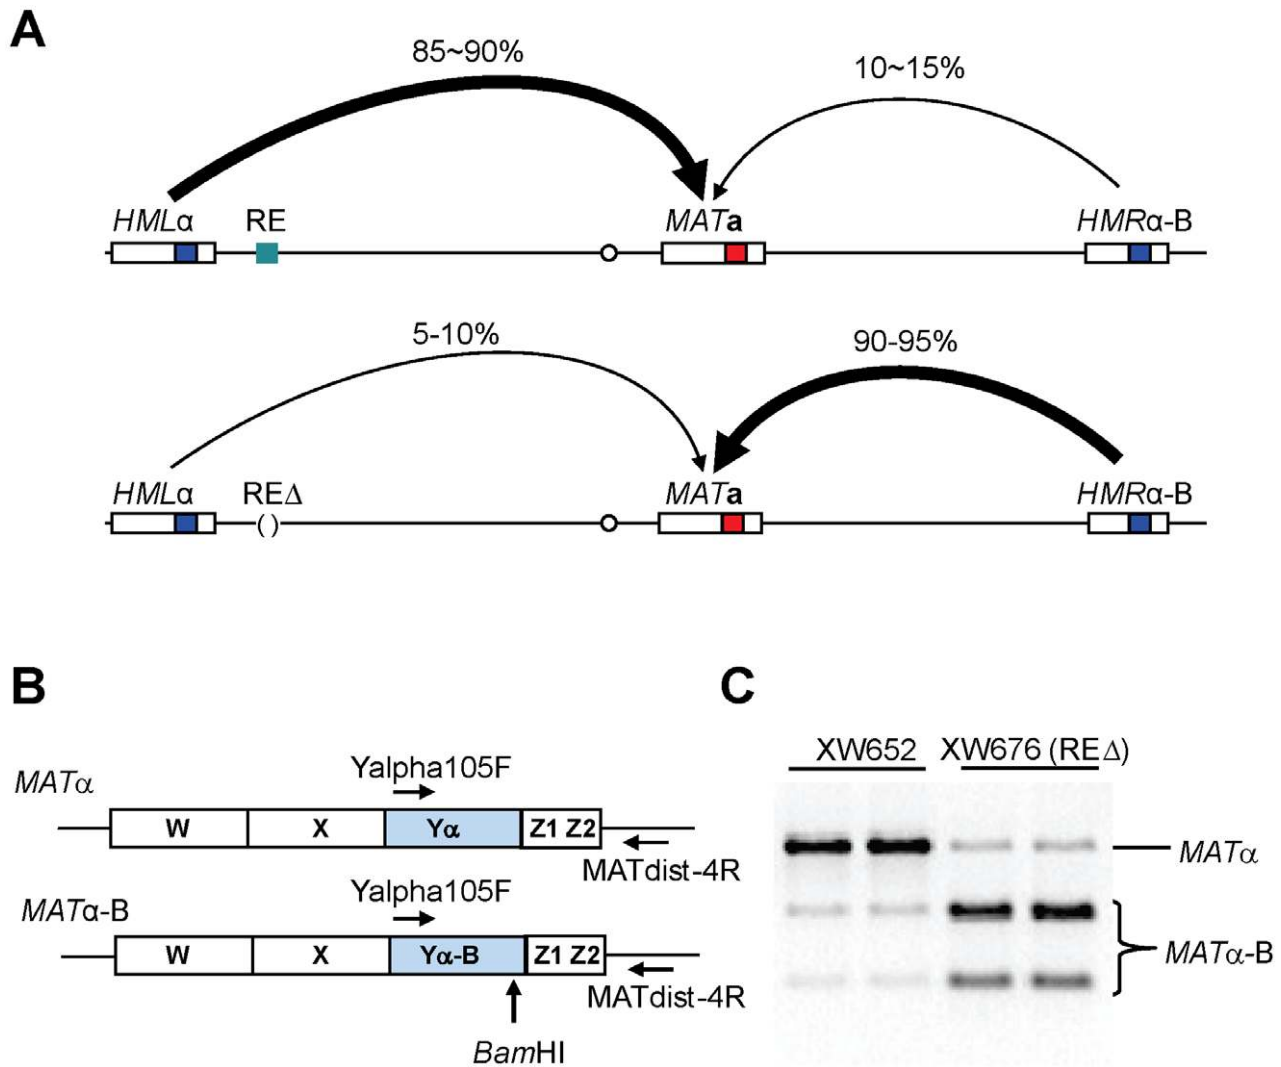 A
85~90%
10~15%
HMLα
RE
MATa
HMRα-B
5-10%
90-95%
HMLα
REΔ
MATa
HMRα-B
( )
B
Yalpha105F
MATα
W X Yα Z1 Z2
MATdist-4R
Yalpha105F
MATα-B
W X Yα-B Z1 Z2
MATdist-4R
BamHI
C
XW652 XW676 (REΔ)
MATα
MATα-B